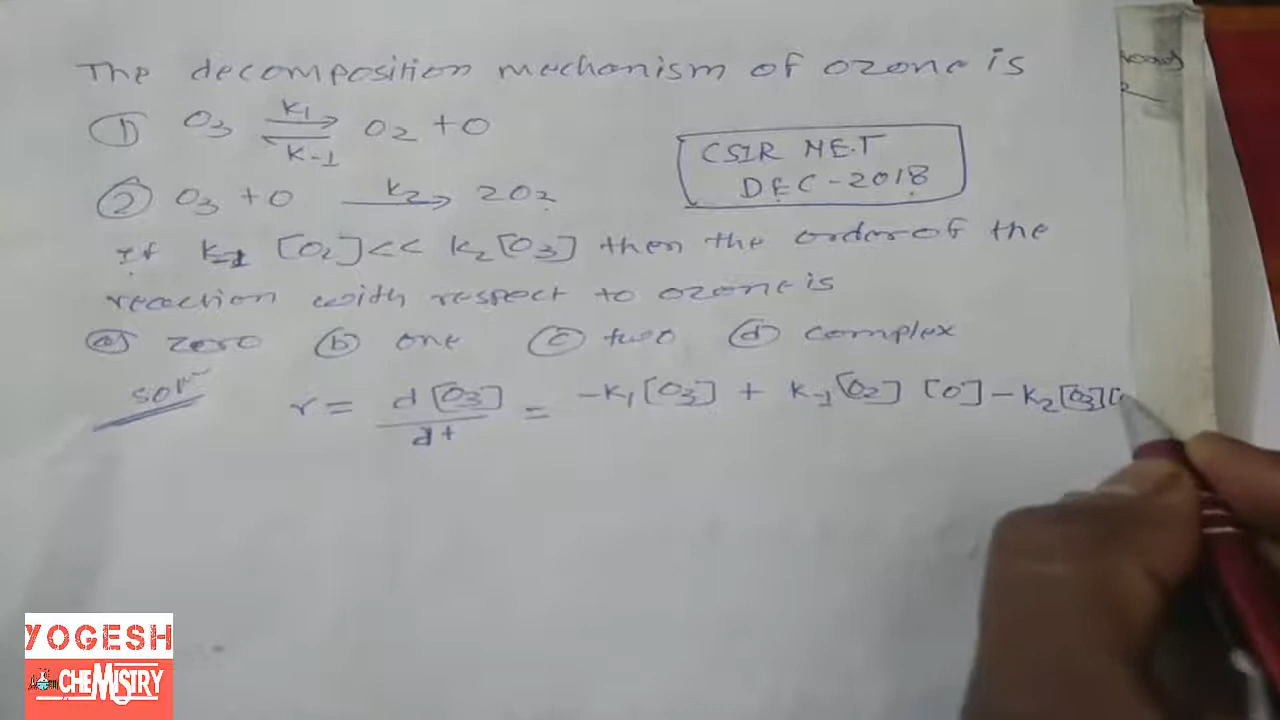 The decomposition mechanism of ozone is
① O3 ⇌ O2 + O
K1
K-1
CSIR NET
DEC-2018
② O3 + O → 2O2
K2
If K-1 [O2] << K2 [O3] then the order of the
reaction with respect to ozone is
ⓐ zero ⓑ one ⓒ two ⓓ complex
r = d[O3]/dt = -K1[O3] + K-1[O2] [O] - K2[O3][
YOGESH
CHEMISTRY